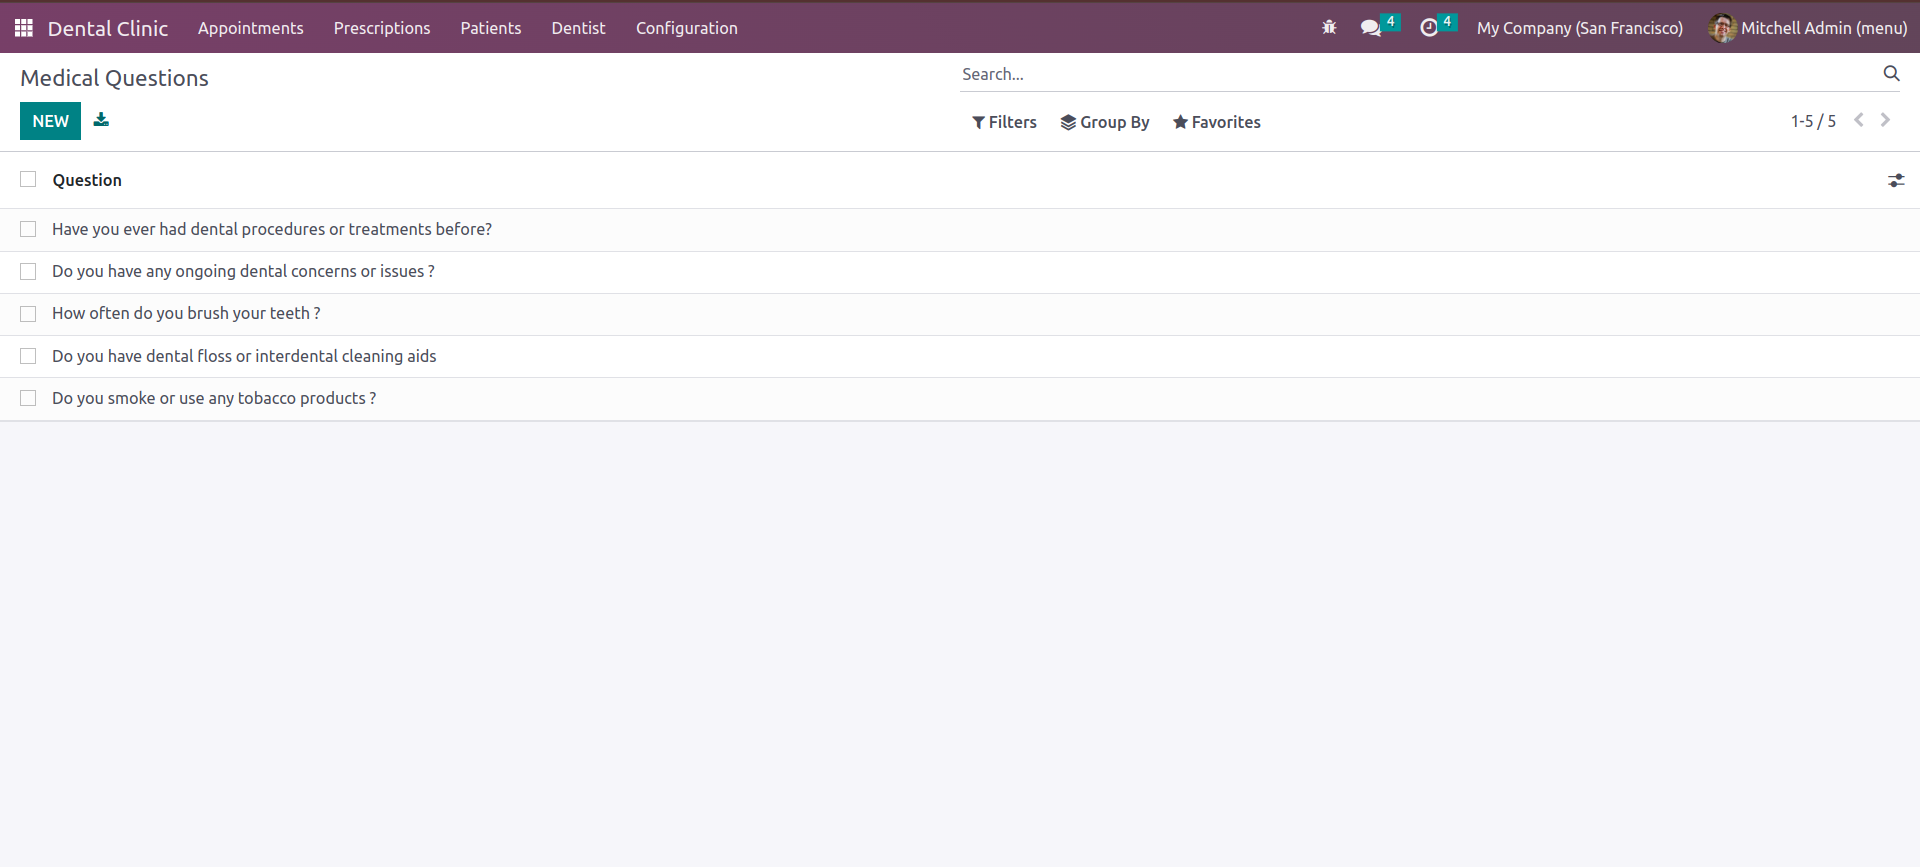 Dental Clinic Appointments Prescriptions Patients Dentist Configuration 4 4 My Company (San Francisco) Mitchell Admin (menu)
Medical Questions Search...
NEW Filters Group By Favorites 1-5 / 5
Question
Have you ever had dental procedures or treatments before?
Do you have any ongoing dental concerns or issues ?
How often do you brush your teeth ?
Do you have dental floss or interdental cleaning aids
Do you smoke or use any tobacco products ?